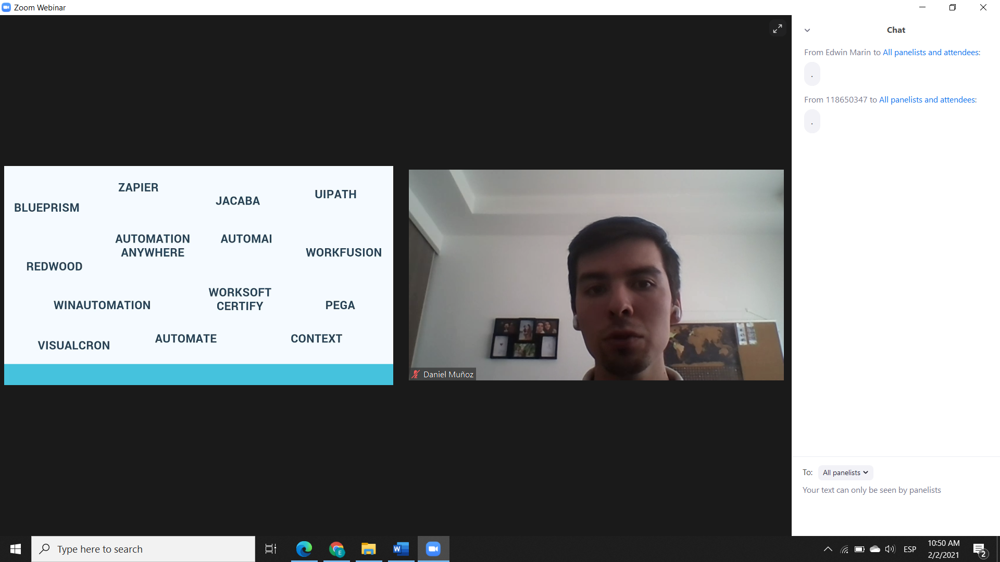 Zoom Webinar
Chat
From Edwin Marin to All panelists and attendees:
.
From 118650347 to All panelists and attendees:
.
ZAPIER
JACABA
UIPATH
BLUEPRISM
AUTOMATION
ANYWHERE
AUTOMAI
WORKFUSION
REDWOOD
WORKSOFT
CERTIFY
WINAUTOMATION
PEGA
VISUALCRON
AUTOMATE
CONTEXT
Daniel Muñoz
To: All panelists
Your text can only be seen by panelists
Type here to search
E
W
ESP
10:50 AM
2/2/2021
2